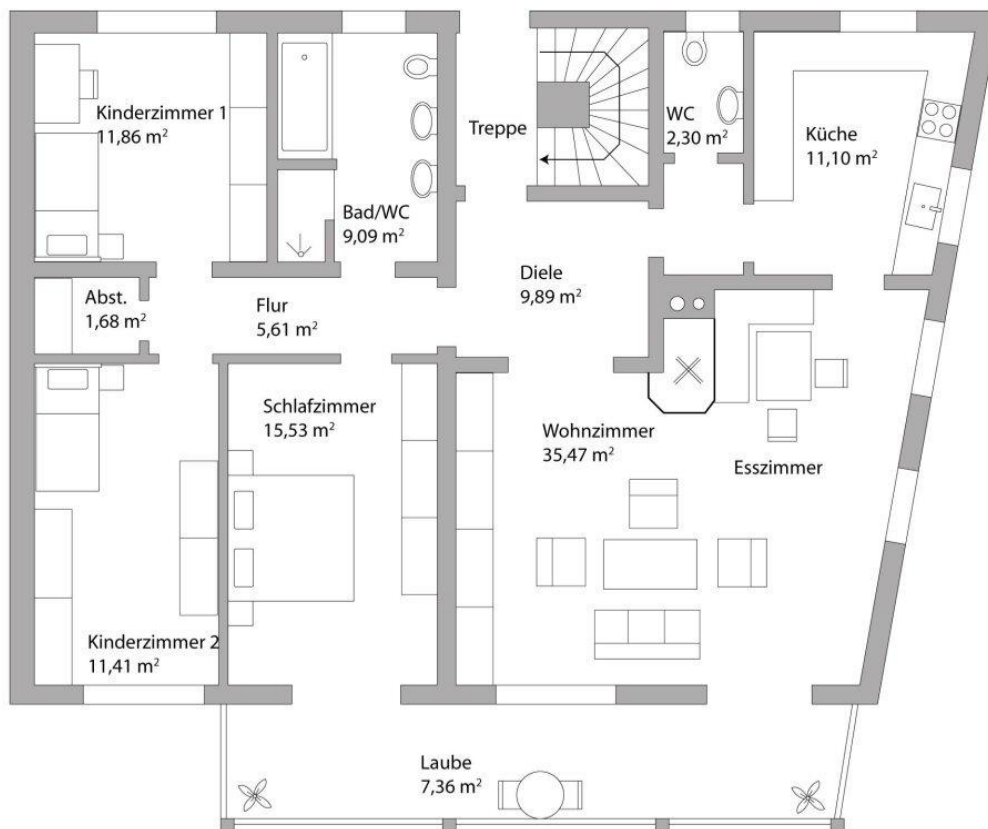 Kinderzimmer 1
11,86 m²
Bad/WC
9,09 m²
Treppe
WC
2,30 m²
Küche
11,10 m²
Abst.
1,68 m²
Flur
5,61 m²
Diele
9,89 m²
Schlafzimmer
15,53 m²
Wohnzimmer
35,47 m²
Esszimmer
Kinderzimmer 2
11,41 m²
Laube
7,36 m²